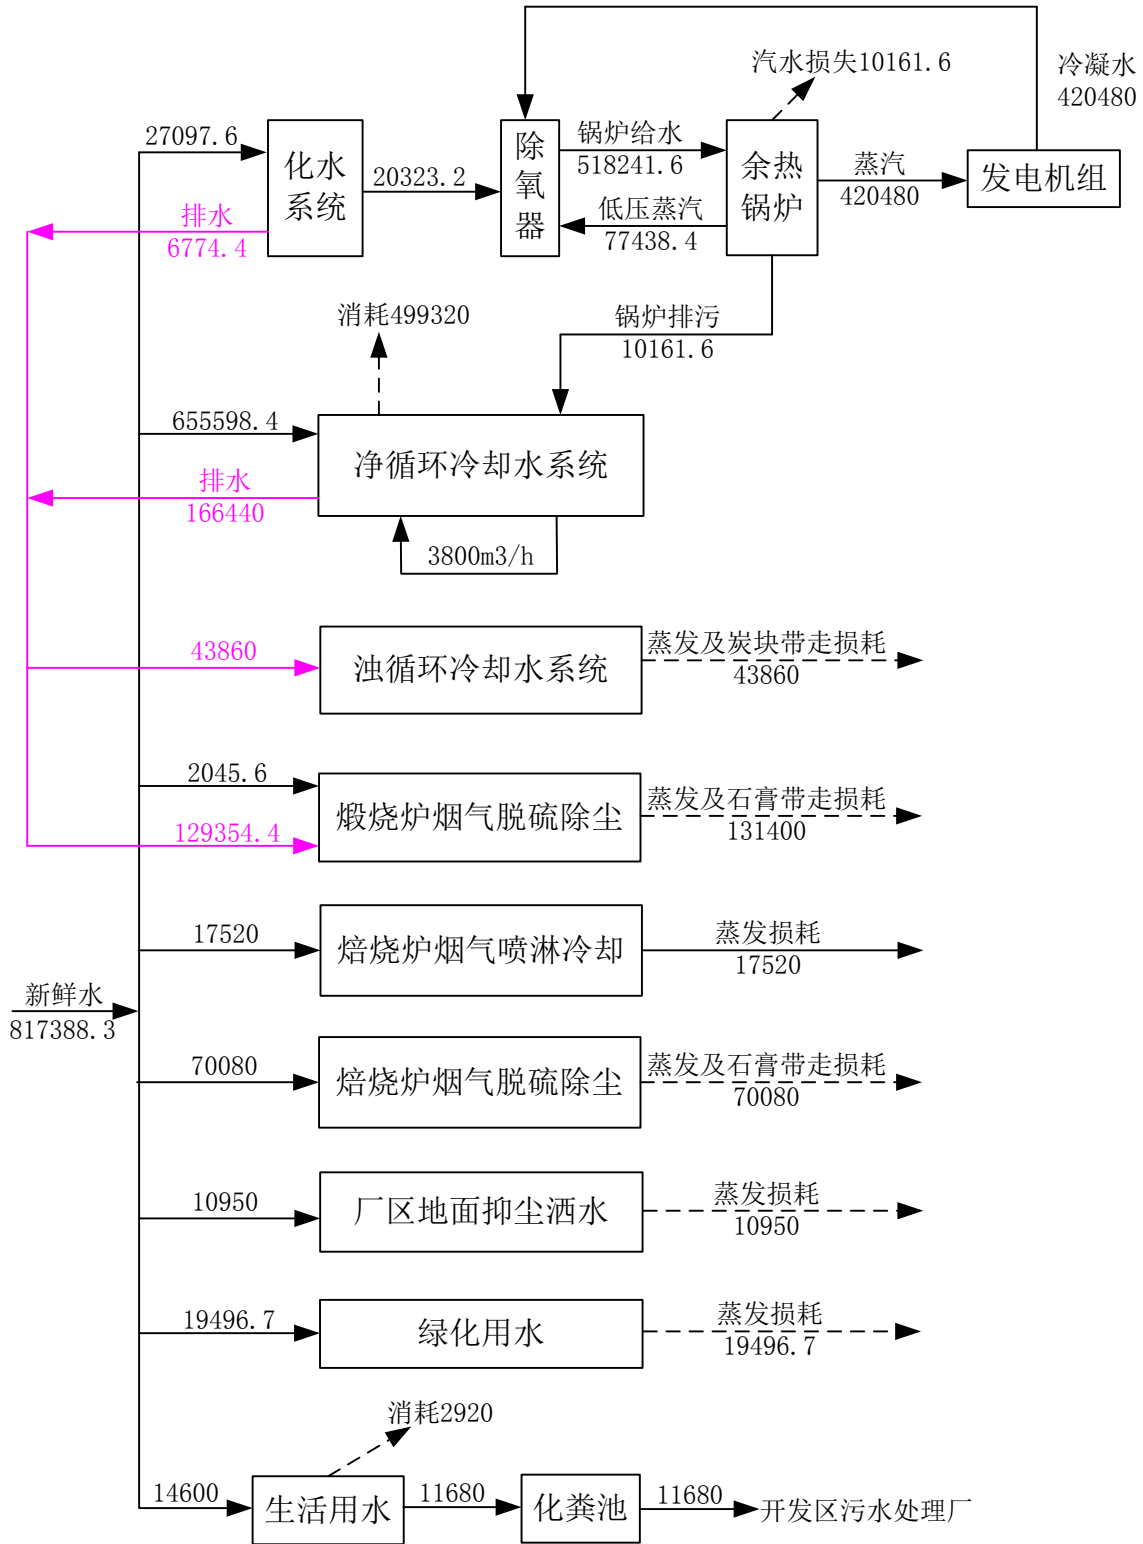 冷凝水
420480
汽水损失10161.6
27097.6
化水
系统
20323.2
除
氧
器
锅炉给水
518241.6
低压蒸汽
77438.4
余热
锅炉
蒸汽
420480
发电机组
排水
6774.4
消耗499320
锅炉排污
10161.6
655598.4
净循环冷却水系统
排水
166440
3800m3/h
43860
浊循环冷却水系统
蒸发及炭块带走损耗
43860
2045.6
129354.4
煅烧炉烟气脱硫除尘
蒸发及石膏带走损耗
131400
17520
焙烧炉烟气喷淋冷却
蒸发损耗
17520
新鲜水
817388.3
70080
焙烧炉烟气脱硫除尘
蒸发及石膏带走损耗
70080
10950
厂区地面抑尘洒水
蒸发损耗
10950
19496.7
绿化用水
蒸发损耗
19496.7
消耗2920
14600
生活用水
11680
化粪池
11680
开发区污水处理厂